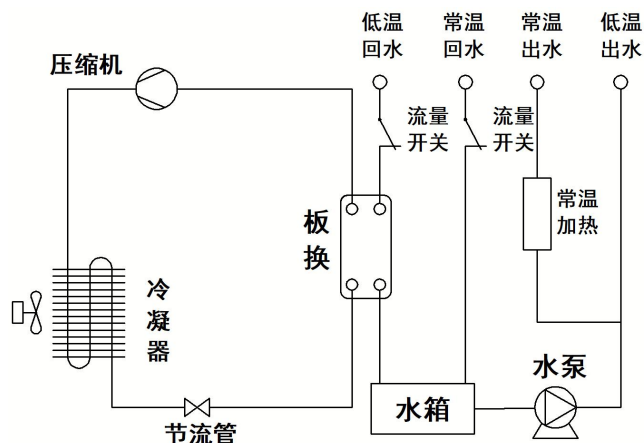 低温
回水
常温
回水
常温
出水
低温
出水
压缩机
流量
开关
流量
开关
板
换
常温
加热
冷
凝
器
节流管
水箱
水泵